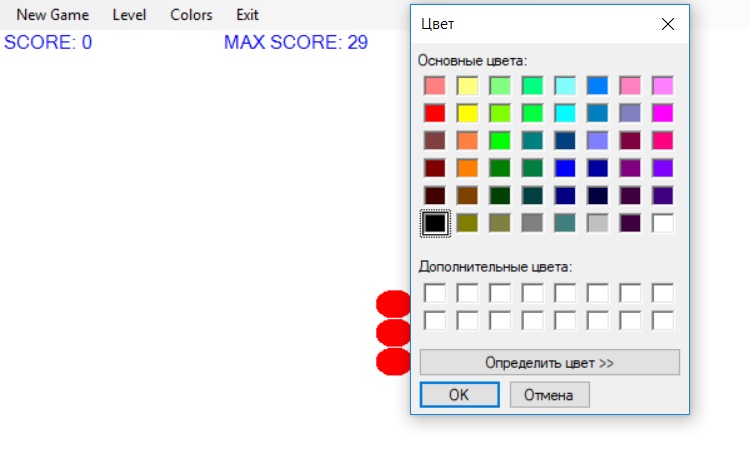 New Game Level Colors Exit
SCORE: 0 MAX SCORE: 29
Цвет
Основные цвета:
Дополнительные цвета:
Определить цвет >>
OK Отмена